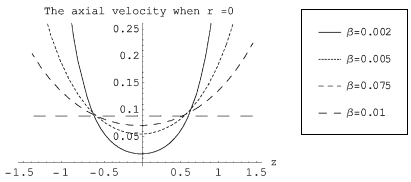 The axial velocity when r =0
0.25
0.2
0.15
0.1
0.05
-1.5 -1 -0.5 0.5 1 1.5
z
β=0.002
β=0.005
β=0.075
β=0.01